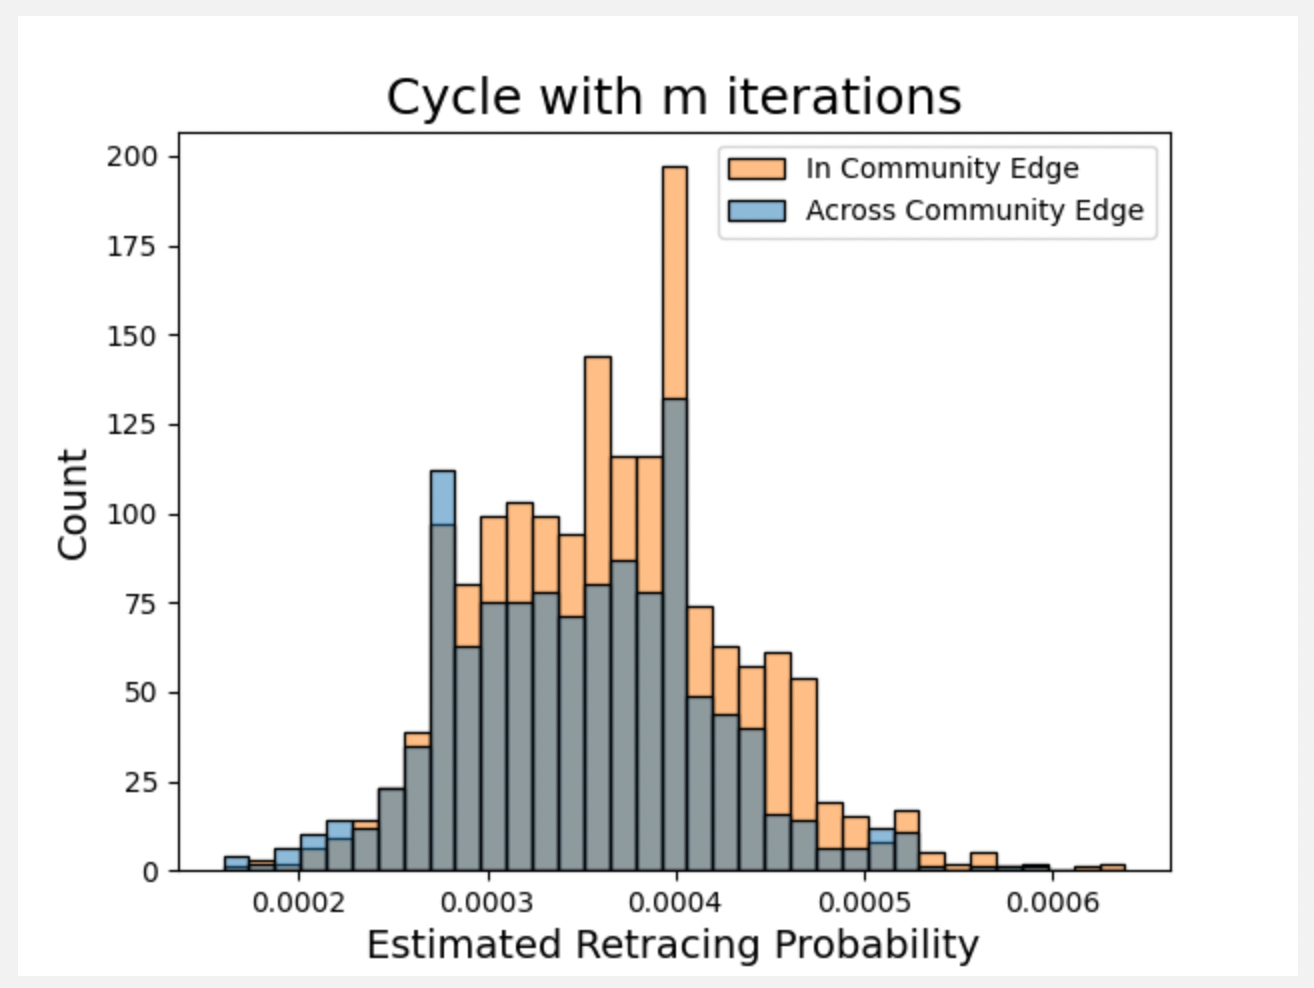 Cycle with m iterations
In Community Edge
Across Community Edge
200
175
150
125
100
75
50
25
0
Count
0.0002 0.0003 0.0004 0.0005 0.0006
Estimated Retracing Probability